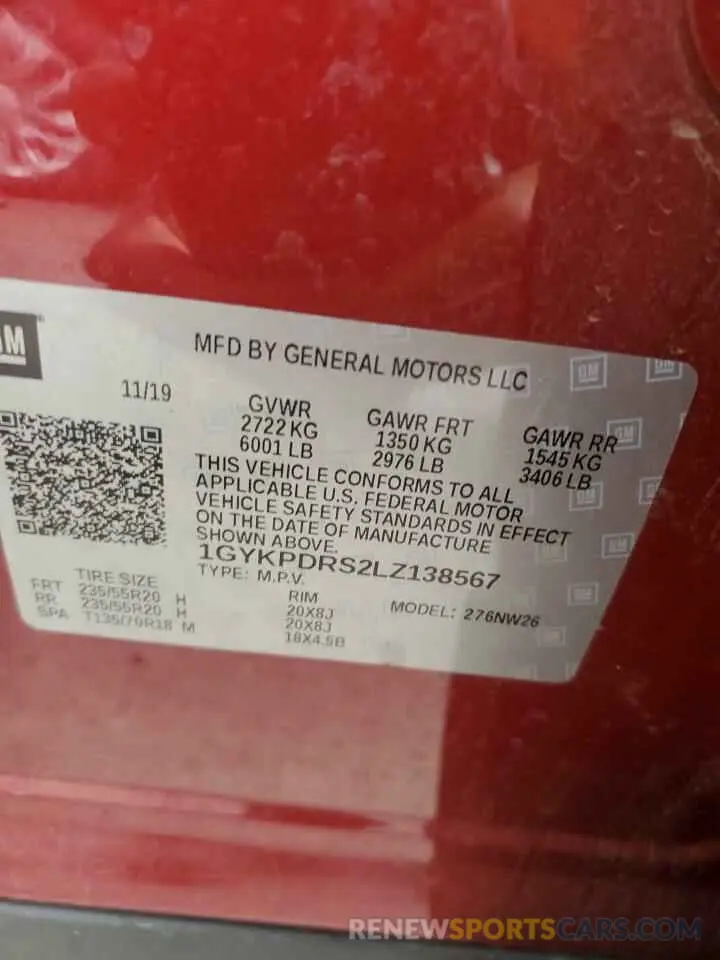 GM
MFD BY GENERAL MOTORS LLC
11/19
GVWR
2722 KG
6001 LB
GAWR FRT
1350 KG
2976 LB
GAWR RR
1545 KG
3406 LB
THIS VEHICLE CONFORMS TO ALL
APPLICABLE U.S. FEDERAL MOTOR
VEHICLE SAFETY STANDARDS IN EFFECT
ON THE DATE OF MANUFACTURE
SHOWN ABOVE.
1GYKPDRS2LZ138567
TYPE: M.P.V.
MODEL: 276NW26
TIRE SIZE RIM
FRT 235/55R20 H 20X8J
RR 235/55R20 H 20X8J
SPA T135/70R18 M 18X4.5B
RENEWSPORTSCARS.COM